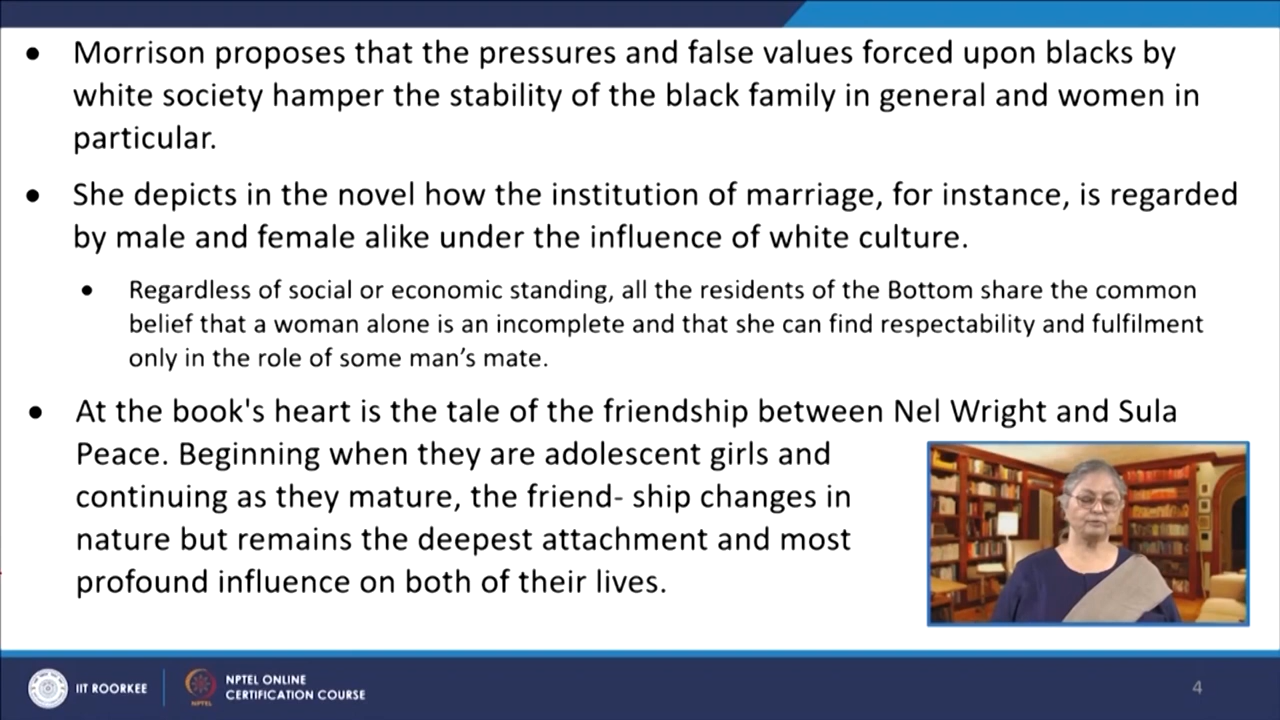 • Morrison proposes that the pressures and false values forced upon blacks by
white society hamper the stability of the black family in general and women in
particular.
• She depicts in the novel how the institution of marriage, for instance, is regarded
by male and female alike under the influence of white culture.
• Regardless of social or economic standing, all the residents of the Bottom share the common
belief that a woman alone is an incomplete and that she can find respectability and fulfilment
only in the role of some man’s mate.
• At the book's heart is the tale of the friendship between Nel Wright and Sula
Peace. Beginning when they are adolescent girls and
continuing as they mature, the friend- ship changes in
nature but remains the deepest attachment and most
profound influence on both of their lives.
IIT ROORKEE
NPTEL
NPTEL ONLINE
CERTIFICATION COURSE
4